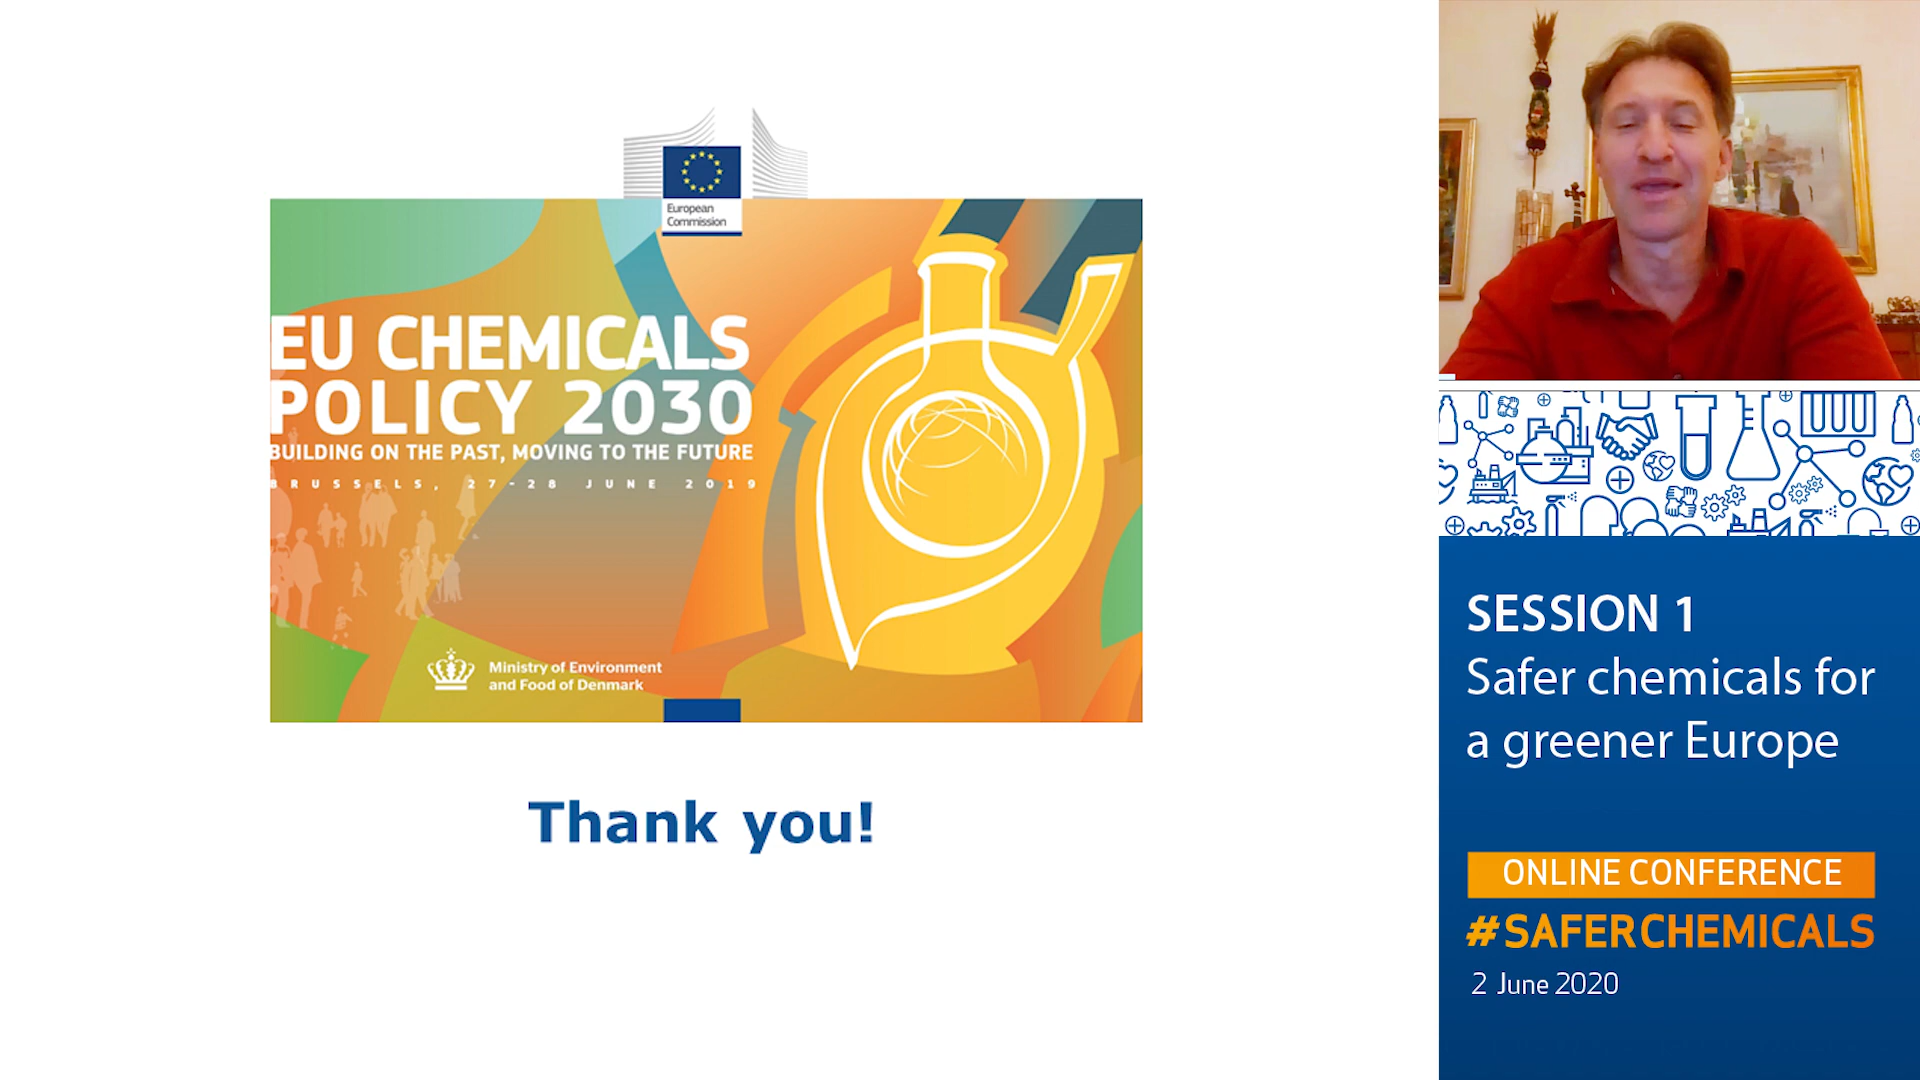 European
Commission
EU CHEMICALS
POLICY 2030
BUILDING ON THE PAST, MOVING TO THE FUTURE
BRUSSELS, 27-28 JUNE 2019
Ministry of Environment
and Food of Denmark
Thank you!
SESSION 1
Safer chemicals for
a greener Europe
ONLINE CONFERENCE
#SAFERCHEMICALS
2 June 2020